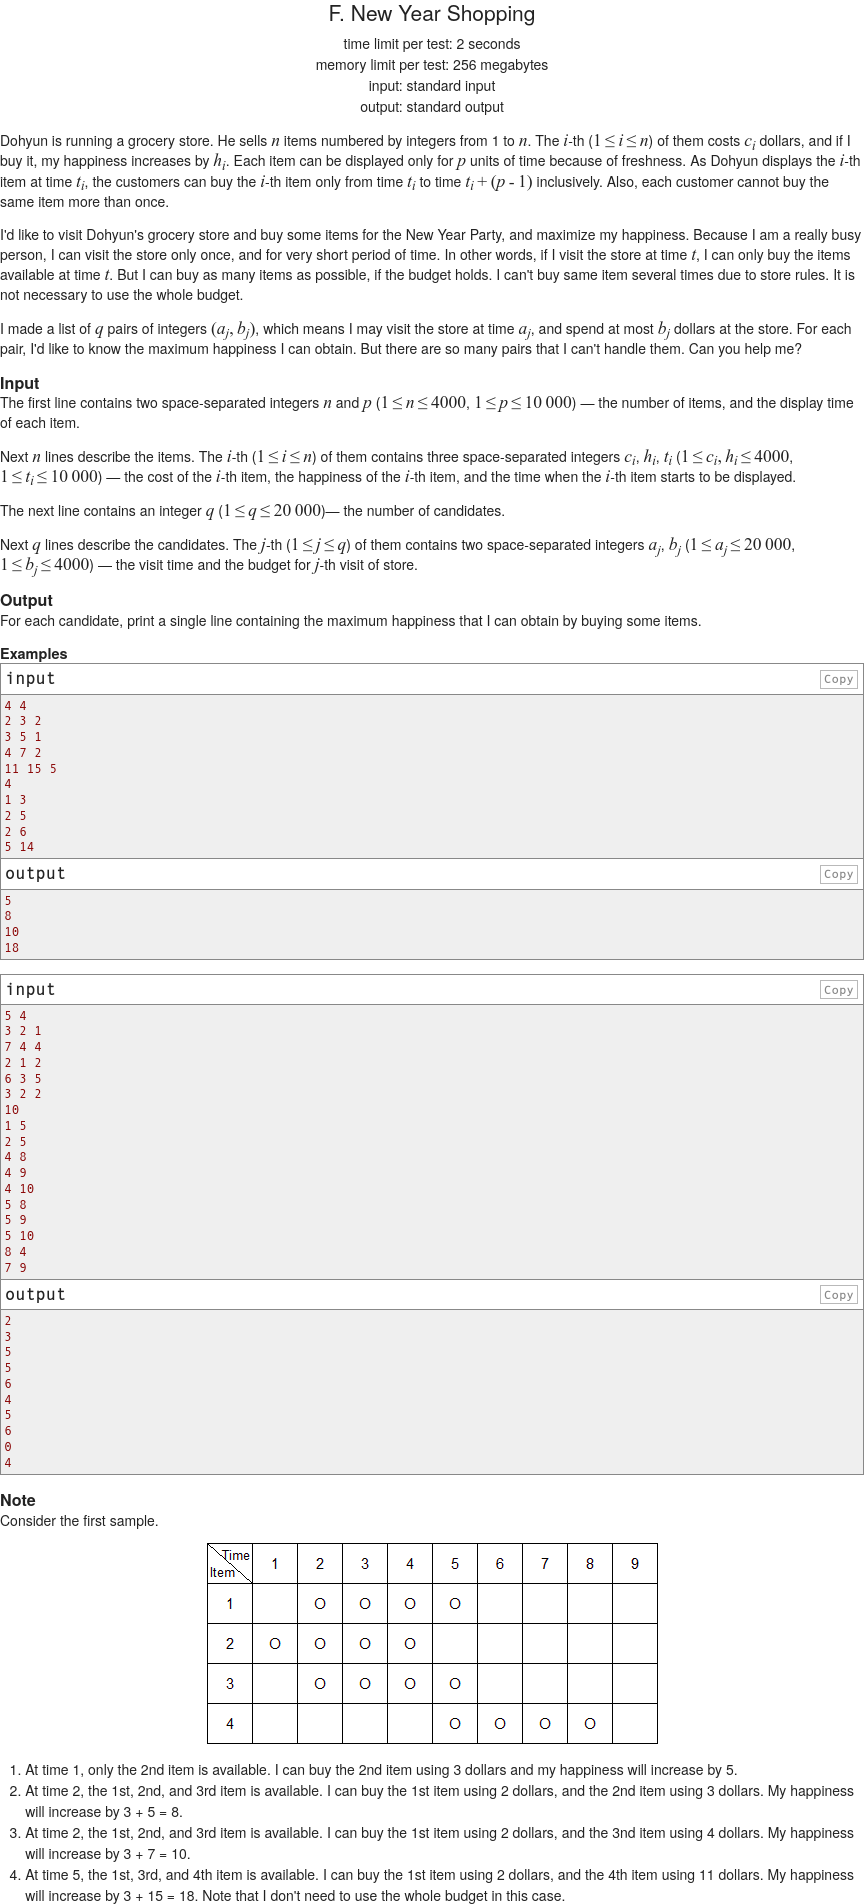 F. New Year Shopping
time limit per test: 2 seconds
memory limit per test: 256 megabytes
input: standard input
output: standard output
Dohyun is running a grocery store. He sells n items numbered by integers from 1 to n. The i-th (1 ≤ i ≤ n) of them costs c_i dollars, and if I
buy it, my happiness increases by h_i. Each item can be displayed only for p units of time because of freshness. As Dohyun displays the i-th
item at time t_i, the customers can buy the i-th item only from time t_i to time t_i + (p - 1) inclusively. Also, each customer cannot buy the
same item more than once.
I'd like to visit Dohyun's grocery store and buy some items for the New Year Party, and maximize my happiness. Because I am a really busy
person, I can visit the store only once, and for very short period of time. In other words, if I visit the store at time t, I can only buy the items
available at time t. But I can buy as many items as possible, if the budget holds. I can't buy same item several times due to store rules. It is
not necessary to use the whole budget.
I made a list of q pairs of integers (a_j, b_j), which means I may visit the store at time a_j, and spend at most b_j dollars at the store. For each
pair, I'd like to know the maximum happiness I can obtain. But there are so many pairs that I can't handle them. Can you help me?
Input
The first line contains two space-separated integers n and p (1 ≤ n ≤ 4000, 1 ≤ p ≤ 10 000) — the number of items, and the display time
of each item.
Next n lines describe the items. The i-th (1 ≤ i ≤ n) of them contains three space-separated integers c_i, h_i, t_i (1 ≤ c_i, h_i ≤ 4000,
1 ≤ t_i ≤ 10 000) — the cost of the i-th item, the happiness of the i-th item, and the time when the i-th item starts to be displayed.
The next line contains an integer q (1 ≤ q ≤ 20 000)— the number of candidates.
Next q lines describe the candidates. The j-th (1 ≤ j ≤ q) of them contains two space-separated integers a_j, b_j (1 ≤ a_j ≤ 20 000,
1 ≤ b_j ≤ 4000) — the visit time and the budget for j-th visit of store.
Output
For each candidate, print a single line containing the maximum happiness that I can obtain by buying some items.
Examples
input Copy
4 4
2 3 2
3 5 1
4 7 2
11 15 5
4
1 3
2 5
2 6
5 14
output Copy
5
8
10
18
input Copy
5 4
3 2 1
7 4 4
2 1 2
6 3 5
3 2 2
10
1 5
2 5
4 8
4 9
4 10
5 8
5 9
5 10
8 4
7 9
output Copy
2
3
5
5
6
4
5
6
0
4
Note
Consider the first sample.
Time
Item 1 2 3 4 5 6 7 8 9
1 O O O O
2 O O O O
3 O O O O
4 O O O O
1. At time 1, only the 2nd item is available. I can buy the 2nd item using 3 dollars and my happiness will increase by 5.
2. At time 2, the 1st, 2nd, and 3rd item is available. I can buy the 1st item using 2 dollars, and the 2nd item using 3 dollars. My happiness
will increase by 3 + 5 = 8.
3. At time 2, the 1st, 2nd, and 3rd item is available. I can buy the 1st item using 2 dollars, and the 3nd item using 4 dollars. My happiness
will increase by 3 + 7 = 10.
4. At time 5, the 1st, 3rd, and 4th item is available. I can buy the 1st item using 2 dollars, and the 4th item using 11 dollars. My happiness
will increase by 3 + 15 = 18. Note that I don't need to use the whole budget in this case.